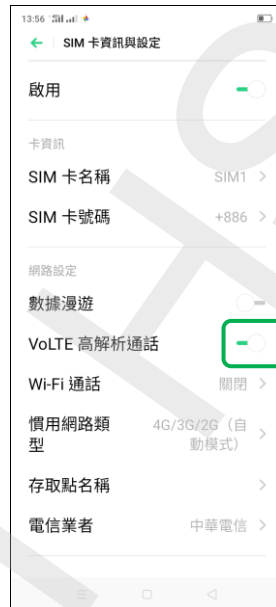 13:56
SIM 卡資訊與設定
啟用
卡資訊
SIM 卡名稱 SIM1
SIM 卡號碼 +886
網路設定
數據漫遊
VoLTE 高解析通話
Wi-Fi 通話 關閉
慣用網路類型 4G/3G/2G（自動模式）
存取點名稱
電信業者 中華電信